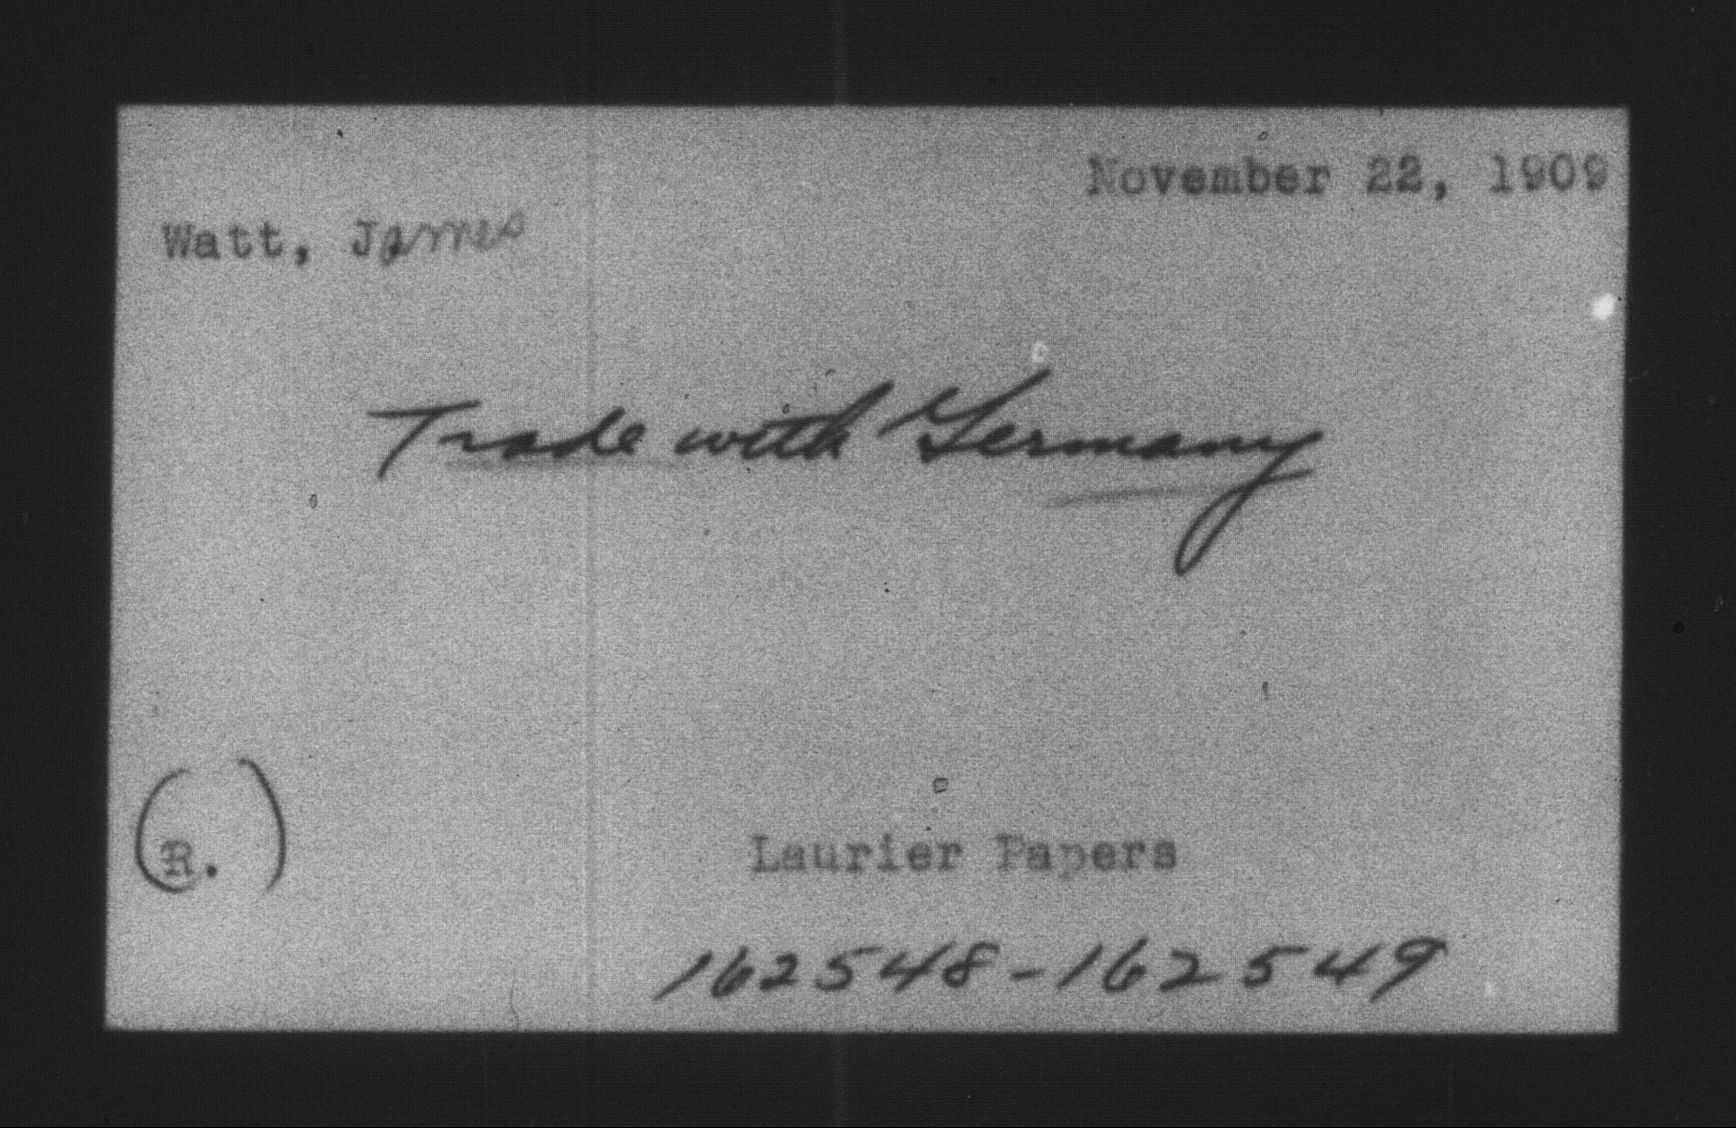 November 22, 1909
Watt, James
Trade with Germany
(R.)
Laurier Papers
162548-162549